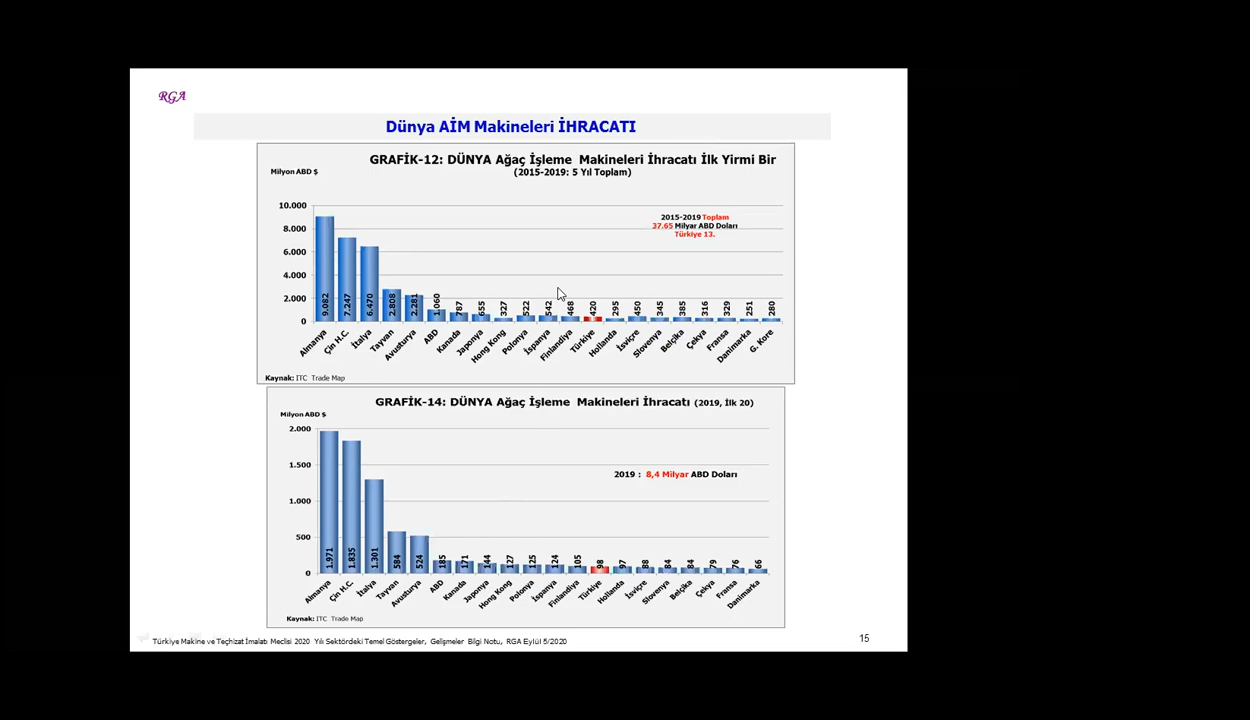 RGA
Dünya AİM Makineleri İHRACATI
GRAFİK-12: DÜNYA Ağaç İşleme Makineleri İhracatı İlk Yirmi Bir
(2015-2019: 5 Yıl Toplam)
Milyon ABD $
10.000
8.000
6.000
4.000
2.000
0
2015-2019 Toplam
37.65 Milyar ABD Doları
Türkiye 13.
9.082 7.247 6.470 2.808 2.281 1.060 787 655 327 522 542 468 420 295 450 345 385 316 329 251 280
Almanya Çin H.C. İtalya Tayvan Avusturya ABD Kanada Japonya Hong Kong Polonya İspanya Finlandiya Türkiye Hollanda İsviçre Slovenya Belçika Çekya Fransa Danimarka G. Kore
Kaynak: ITC Trade Map
GRAFİK-14: DÜNYA Ağaç İşleme Makineleri İhracatı (2019, İlk 20)
Milyon ABD $
2.000
1.500
1.000
500
0
2019 : 8,4 Milyar ABD Doları
1.971 1.835 1.301 584 524 185 171 144 127 125 124 105 98 97 88 84 84 79 76 66
Almanya Çin H.C. İtalya Tayvan Avusturya ABD Kanada Japonya Hong Kong Polonya İspanya Finlandiya Türkiye Hollanda İsviçre Slovenya Belçika Çekya Fransa Danimarka
Kaynak: ITC Trade Map
Türkiye Makine ve Teçhizat İmalatı Meclisi 2020 Yılı Sektördeki Temel Göstergeler, Gelişmeler Bilgi Notu, RGA Eylül 5/2020
15